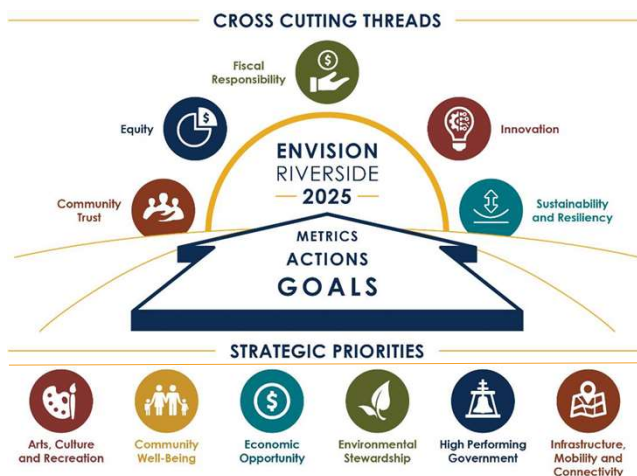 CROSS CUTTING THREADS
Fiscal
Responsibility
$
Equity
$
Innovation
ENVISION
RIVERSIDE
2025
Community
Trust
Sustainability
and Resiliency
METRICS
ACTIONS
GOALS
STRATEGIC PRIORITIES
$
Arts, Culture
and Recreation
Community
Well-Being
Economic
Opportunity
Environmental
Stewardship
High Performing
Government
Infrastructure,
Mobility and
Connectivity